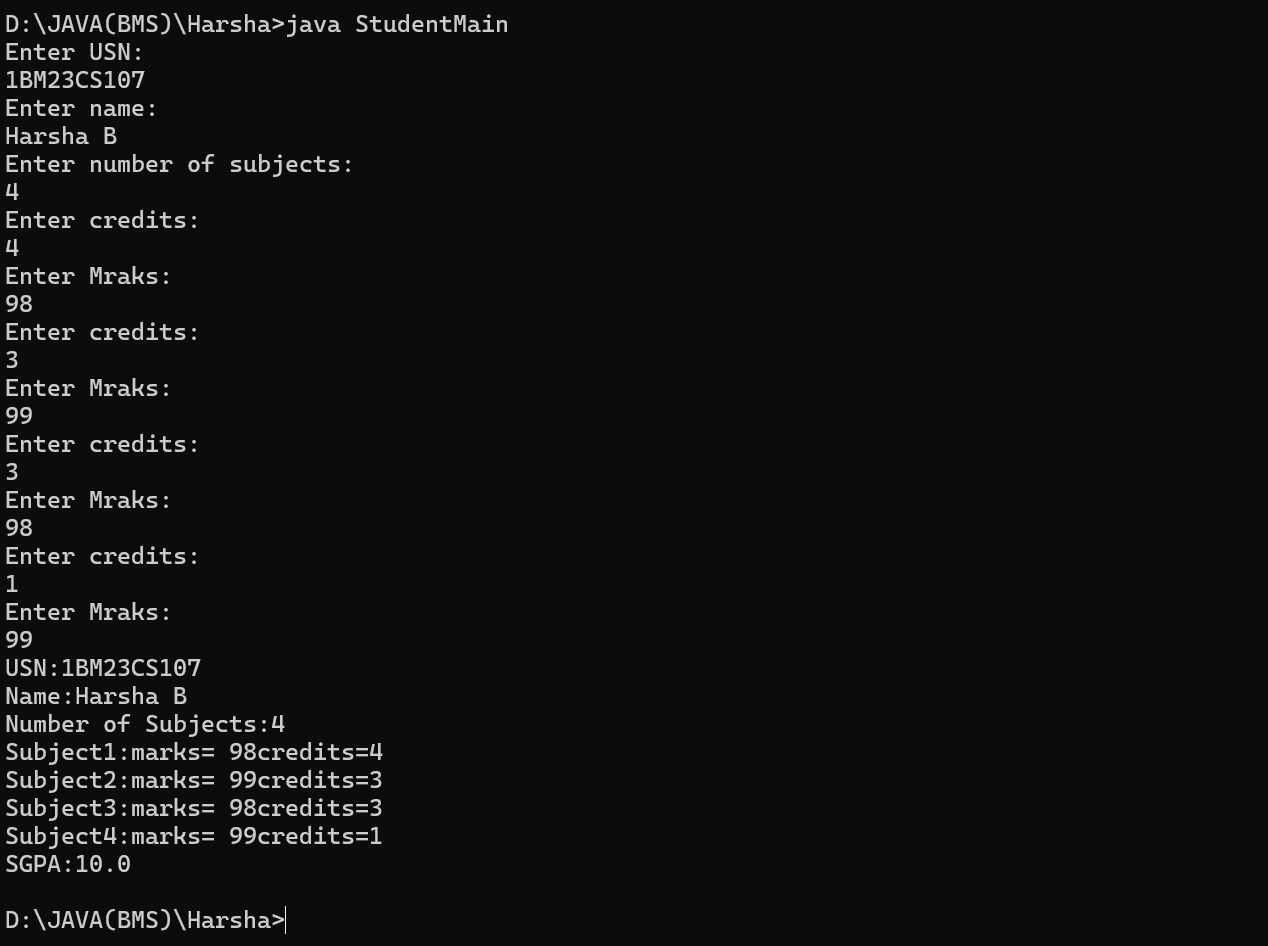 D:\JAVA(BMS)\Harsha>java StudentMain
Enter USN:
1BM23CS107
Enter name:
Harsha B
Enter number of subjects:
4
Enter credits:
4
Enter Mraks:
98
Enter credits:
3
Enter Mraks:
99
Enter credits:
3
Enter Mraks:
98
Enter credits:
1
Enter Mraks:
99
USN:1BM23CS107
Name:Harsha B
Number of Subjects:4
Subject1:marks= 98credits=4
Subject2:marks= 99credits=3
Subject3:marks= 98credits=3
Subject4:marks= 99credits=1
SGPA:10.0
D:\JAVA(BMS)\Harsha>